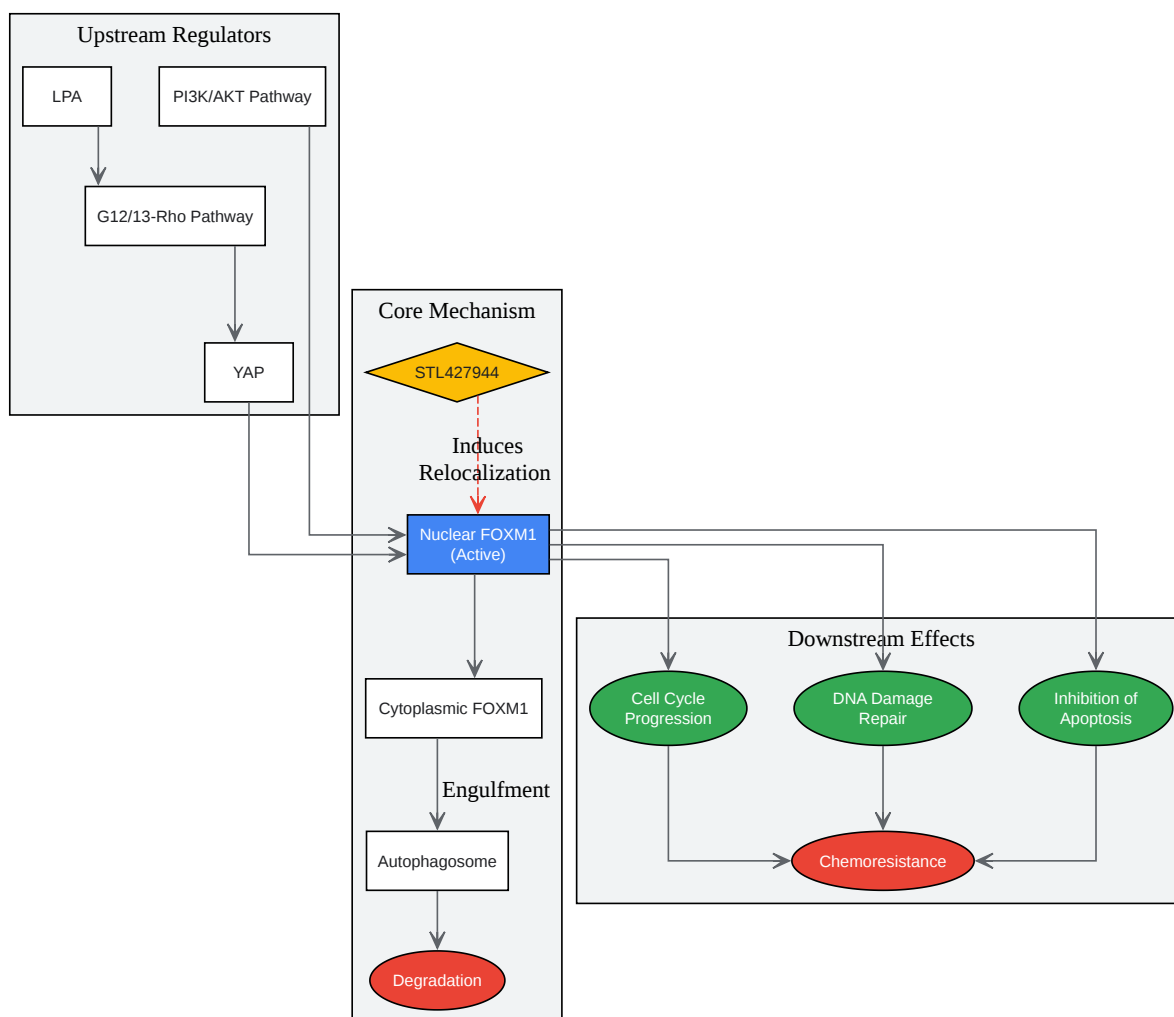 Upstream Regulators
LPA
PI3K/AKT Pathway
G12/13-Rho Pathway
YAP
Core Mechanism
STL427944
Induces
Relocalization
Nuclear FOXM1
(Active)
Cytoplasmic FOXM1
Engulfment
Autophagosome
Degradation
Downstream Effects
Cell Cycle
Progression
DNA Damage
Repair
Inhibition of
Apoptosis
Chemoresistance